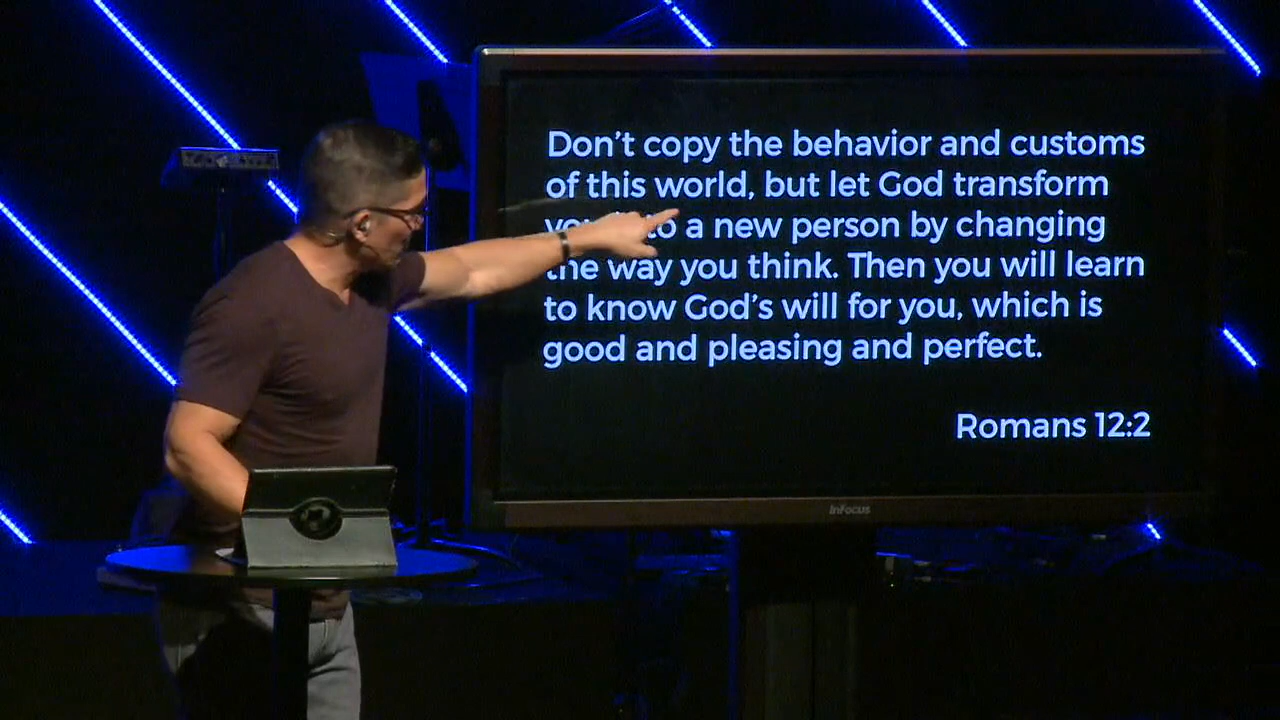 Don't copy the behavior and customs
of this world, but let God transform
a new person by changing
the way you think. Then you will learn
to know God's will for you, which is
good and pleasing and perfect.
Romans 12:2
InFocus